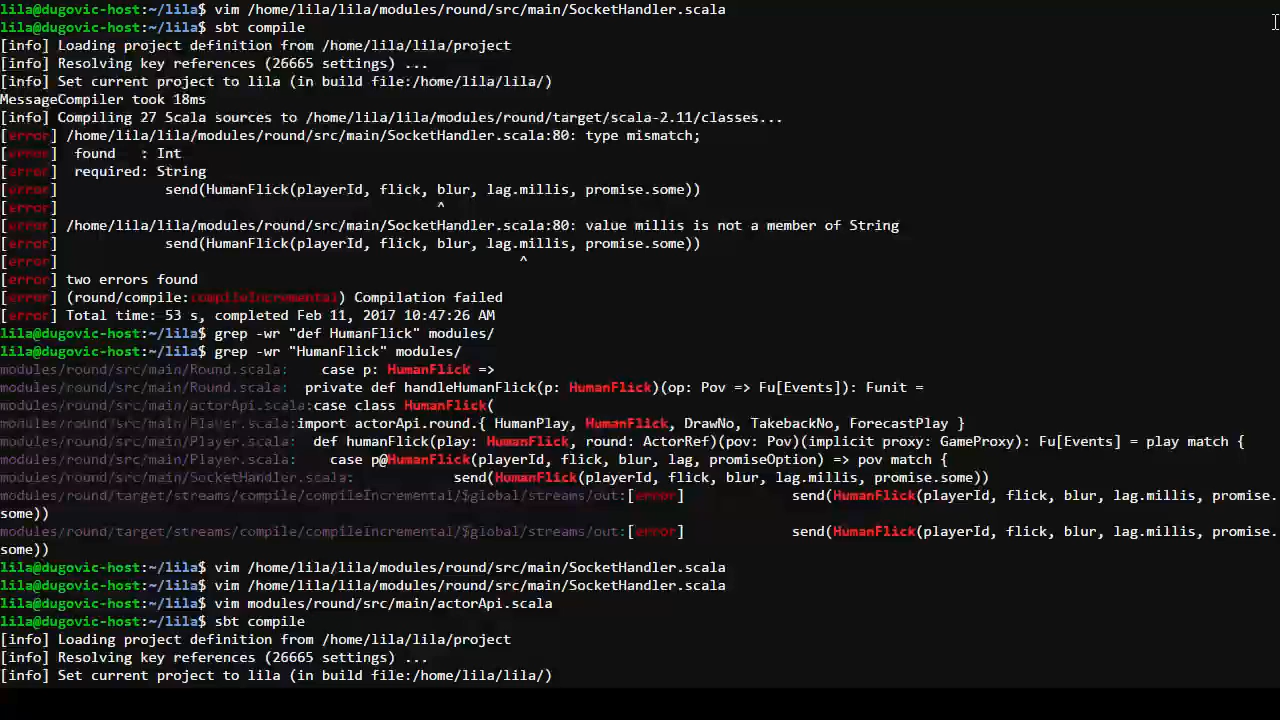 lila@dugovic-host:~/lila$ vim /home/lila/lila/modules/round/src/main/SocketHandler.scala
lila@dugovic-host:~/lila$ sbt compile
[info] Loading project definition from /home/lila/lila/project
[info] Resolving key references (26665 settings) ...
[info] Set current project to lila (in build file:/home/lila/lila/)
MessageCompiler took 18ms
[info] Compiling 27 Scala sources to /home/lila/lila/modules/round/target/scala-2.11/classes...
[error] /home/lila/lila/modules/round/src/main/SocketHandler.scala:80: type mismatch;
[error]  found   : Int
[error]  required: String
[error]             send(HumanFlick(playerId, flick, blur, lag.millis, promise.some))
[error]                                              ^
[error] /home/lila/lila/modules/round/src/main/SocketHandler.scala:80: value millis is not a member of String
[error]             send(HumanFlick(playerId, flick, blur, lag.millis, promise.some))
[error]                                                        ^
[error] two errors found
[error] (round/compile:compileIncremental) Compilation failed
[error] Total time: 53 s, completed Feb 11, 2017 10:47:26 AM
lila@dugovic-host:~/lila$ grep -wr "def HumanFlick" modules/
lila@dugovic-host:~/lila$ grep -wr "HumanFlick" modules/
modules/round/src/main/Round.scala:    case p: HumanFlick =>
modules/round/src/main/Round.scala:  private def handleHumanFlick(p: HumanFlick)(op: Pov => Fu[Events]): Funit =
modules/round/src/main/actorApi.scala:case class HumanFlick(
modules/round/src/main/Player.scala:import actorApi.round.{ HumanPlay, HumanFlick, DrawNo, TakebackNo, ForecastPlay }
modules/round/src/main/Player.scala:  def humanFlick(play: HumanFlick, round: ActorRef)(pov: Pov)(implicit proxy: GameProxy): Fu[Events] = play match {
modules/round/src/main/Player.scala:    case p@HumanFlick(playerId, flick, blur, lag, promiseOption) => pov match {
modules/round/src/main/SocketHandler.scala:            send(HumanFlick(playerId, flick, blur, lag.millis, promise.some))
modules/round/target/streams/compile/compileIncremental/$global/streams/out:[error]             send(HumanFlick(playerId, flick, blur, lag.millis, promise.
some))
modules/round/target/streams/compile/compileIncremental/$global/streams/out:[error]             send(HumanFlick(playerId, flick, blur, lag.millis, promise.
some))
lila@dugovic-host:~/lila$ vim /home/lila/lila/modules/round/src/main/SocketHandler.scala
lila@dugovic-host:~/lila$ vim /home/lila/lila/modules/round/src/main/SocketHandler.scala
lila@dugovic-host:~/lila$ vim modules/round/src/main/actorApi.scala
lila@dugovic-host:~/lila$ sbt compile
[info] Loading project definition from /home/lila/lila/project
[info] Resolving key references (26665 settings) ...
[info] Set current project to lila (in build file:/home/lila/lila/)